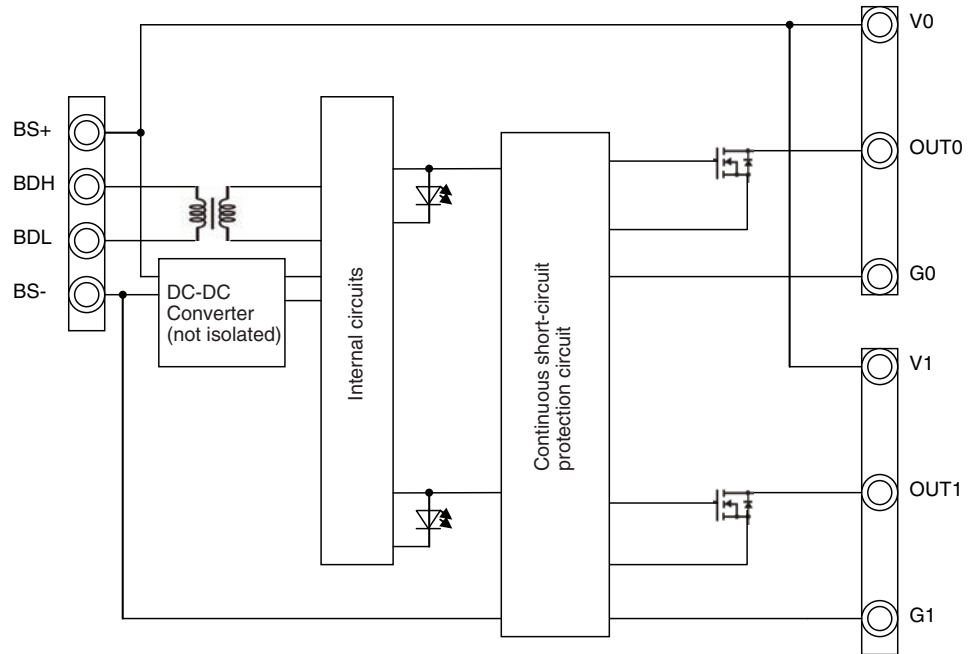 BS+
BDH
BDL
BS-
DC-DC
Converter
(not isolated)
Internal circuits
Continuous short-circuit
protection circuit
V0
OUT0
G0
V1
OUT1
G1